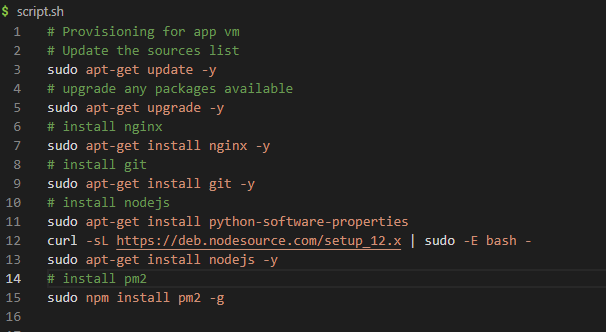 $ script.sh
1 # Provisioning for app vm
2 # Update the sources list
3 sudo apt-get update -y
4 # upgrade any packages available
5 sudo apt-get upgrade -y
6 # install nginx
7 sudo apt-get install nginx -y
8 # install git
9 sudo apt-get install git -y
10 # install nodejs
11 sudo apt-get install python-software-properties
12 curl -sL https://deb.nodesource.com/setup_12.x | sudo -E bash -
13 sudo apt-get install nodejs -y
14 # install pm2
15 sudo npm install pm2 -g
16